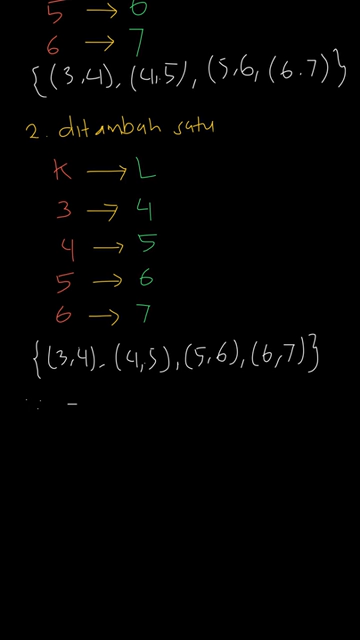 5 → 6
6 → 7
{(3,4), (4,5), (5,6, (6.7)}
2. ditambah satu
K → L
3 → 4
4 → 5
5 → 6
6 → 7
{(3,4), (4,5), (5,6), (6,7)}